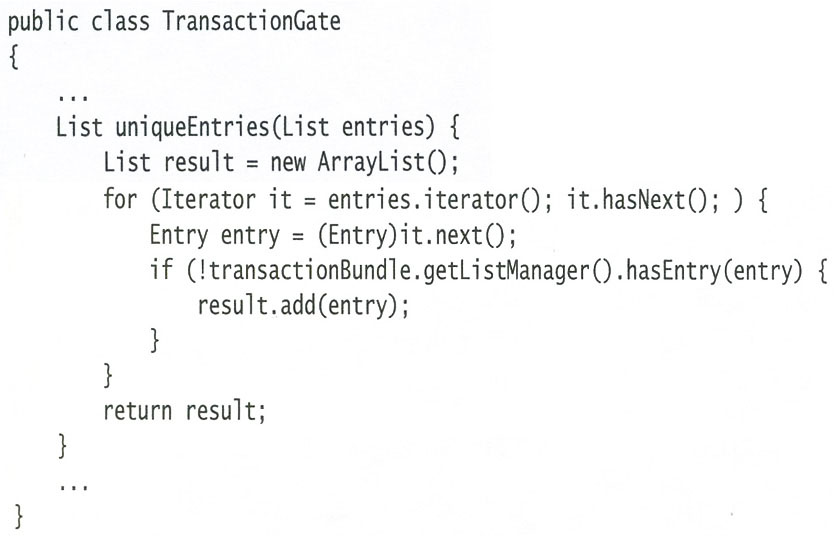 public class TransactionGate
{
    ...
    List uniqueEntries(List entries) {
        List result = new ArrayList();
        for (Iterator it = entries.iterator(); it.hasNext(); ) {
            Entry entry = (Entry)it.next();
            if (!transactionBundle.getListManager().hasEntry(entry) {
                result.add(entry);
            }
        }
        return result;
    }
    ...
}